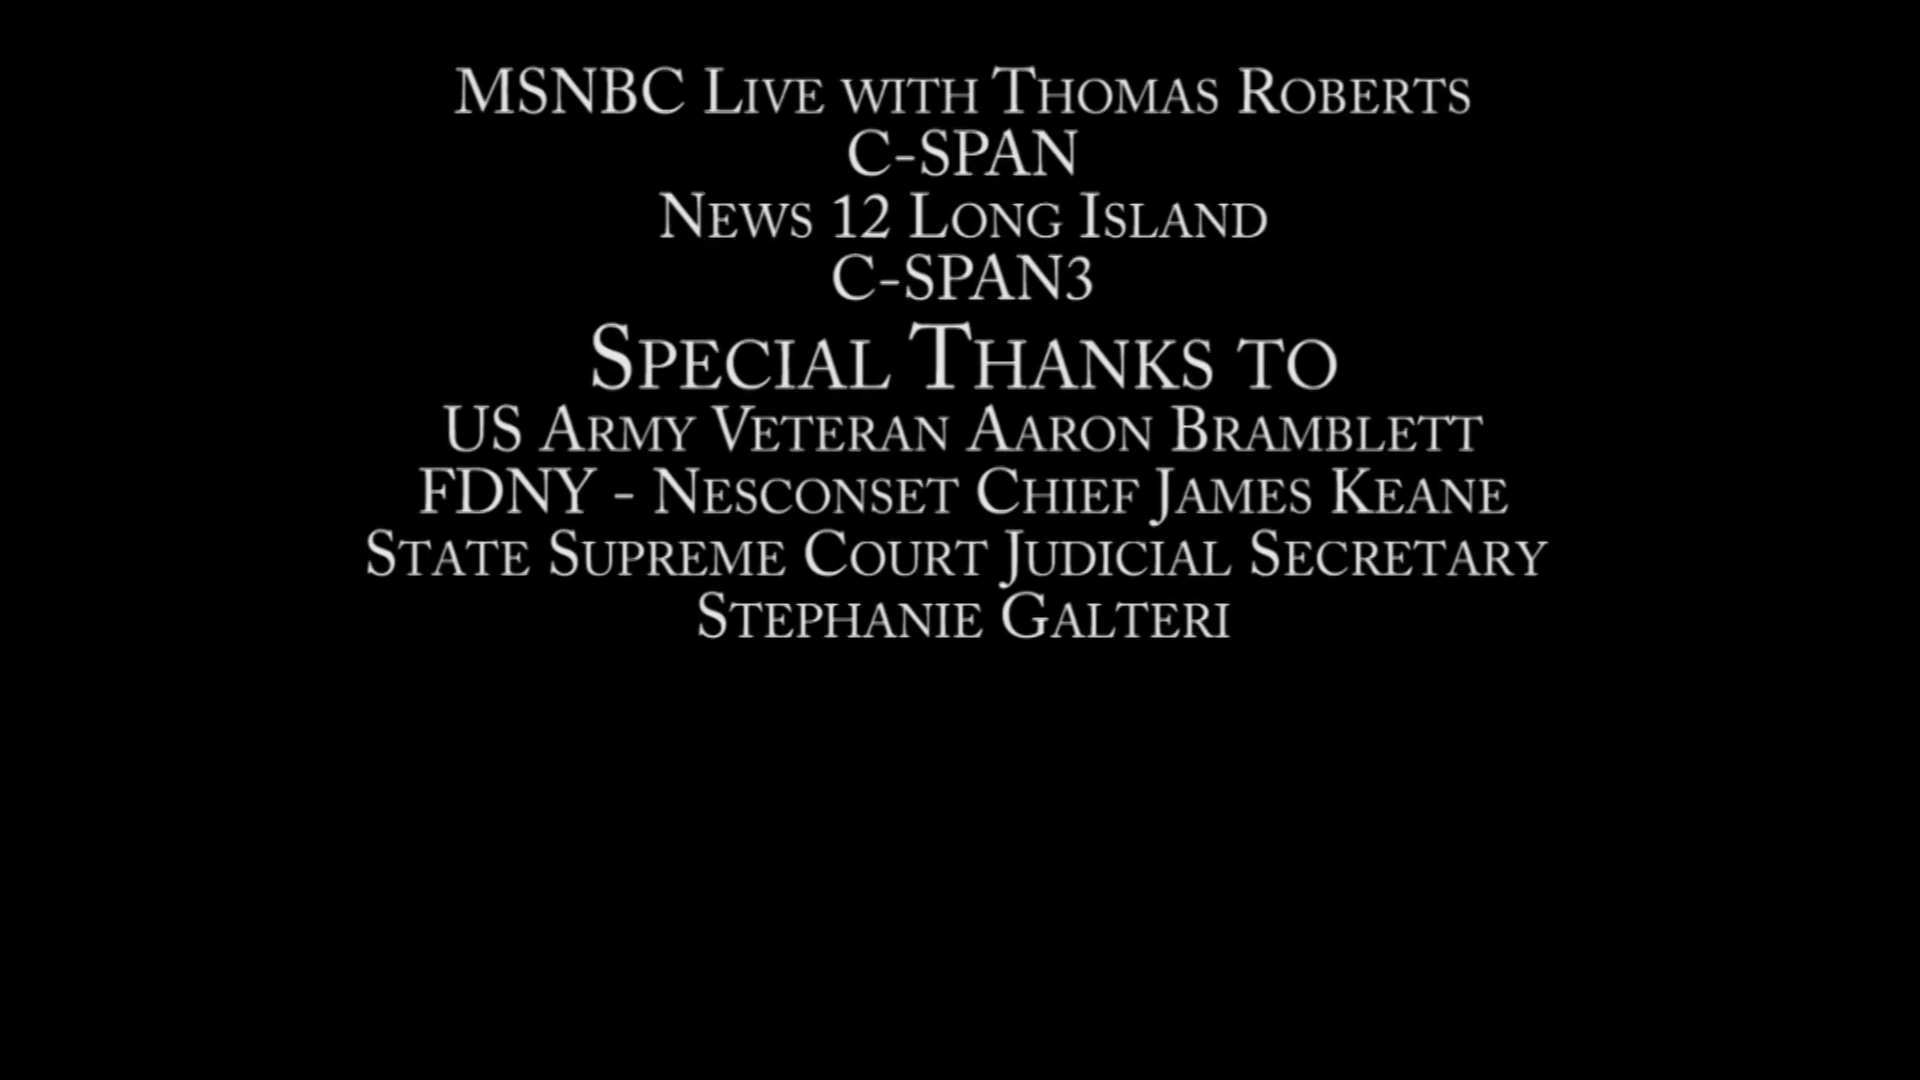 MSNBC Live with Thomas Roberts
C-SPAN
News 12 Long Island
C-SPAN3
Special Thanks to
US Army Veteran Aaron Bramblett
FDNY - Nesconset Chief James Keane
State Supreme Court Judicial Secretary
Stephanie Galteri